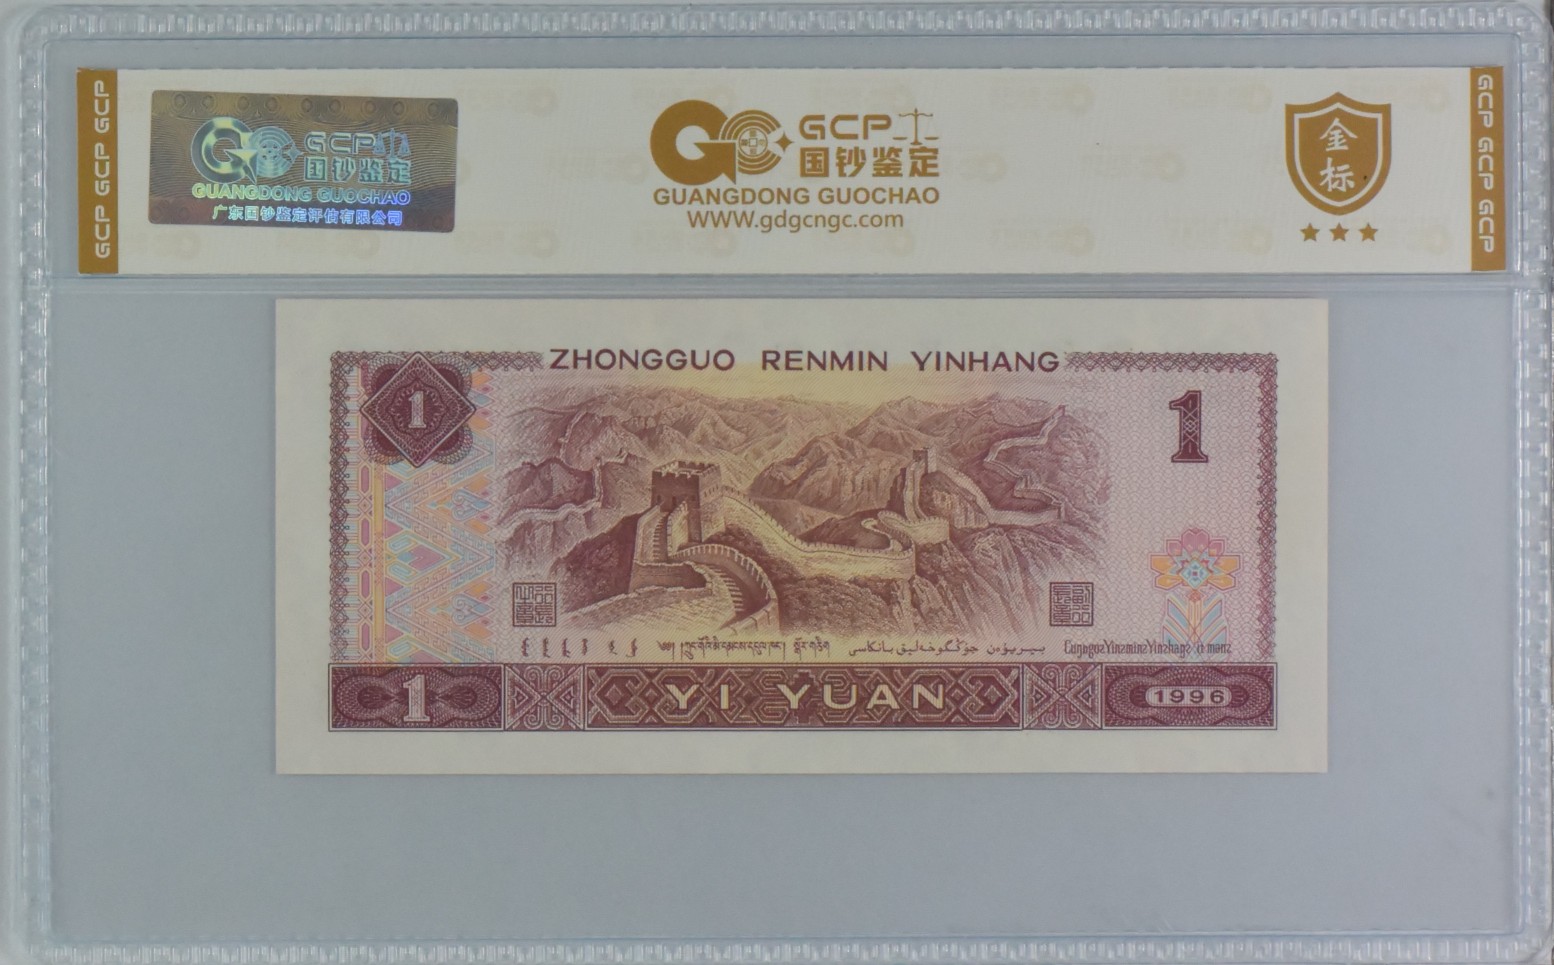 GCP GCP GCP
GCP
国钞鉴定
GUANGDONG GUOCHAO
广东国钞鉴定评估有限公司
GCP
国钞鉴定
GUANGDONG GUOCHAO
WWW.gdgcngc.com
金
标
GCP GCP GCP
ZHONGGUO RENMIN YINHANG
1
1
1
YI YUAN
1996